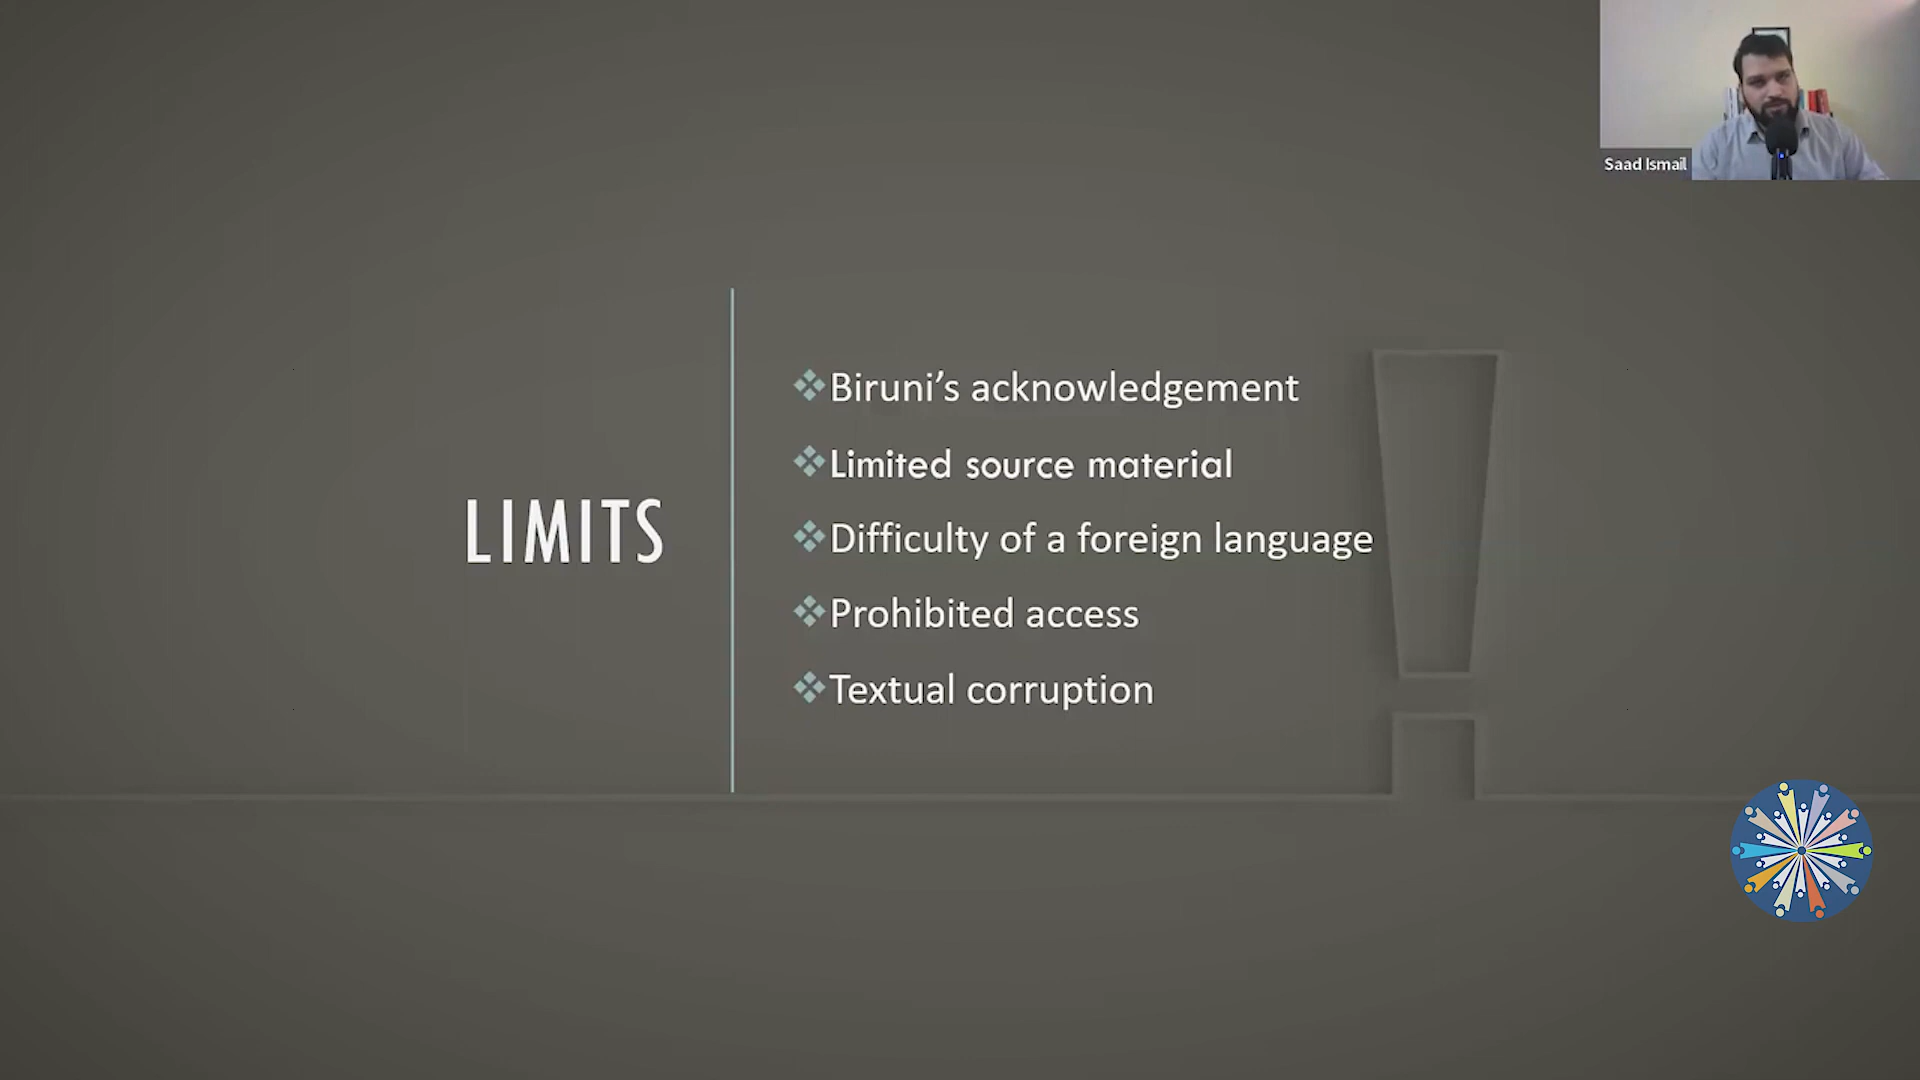 Saad Ismail
LIMITS
Biruni’s acknowledgement
Limited source material
Difficulty of a foreign language
Prohibited access
Textual corruption